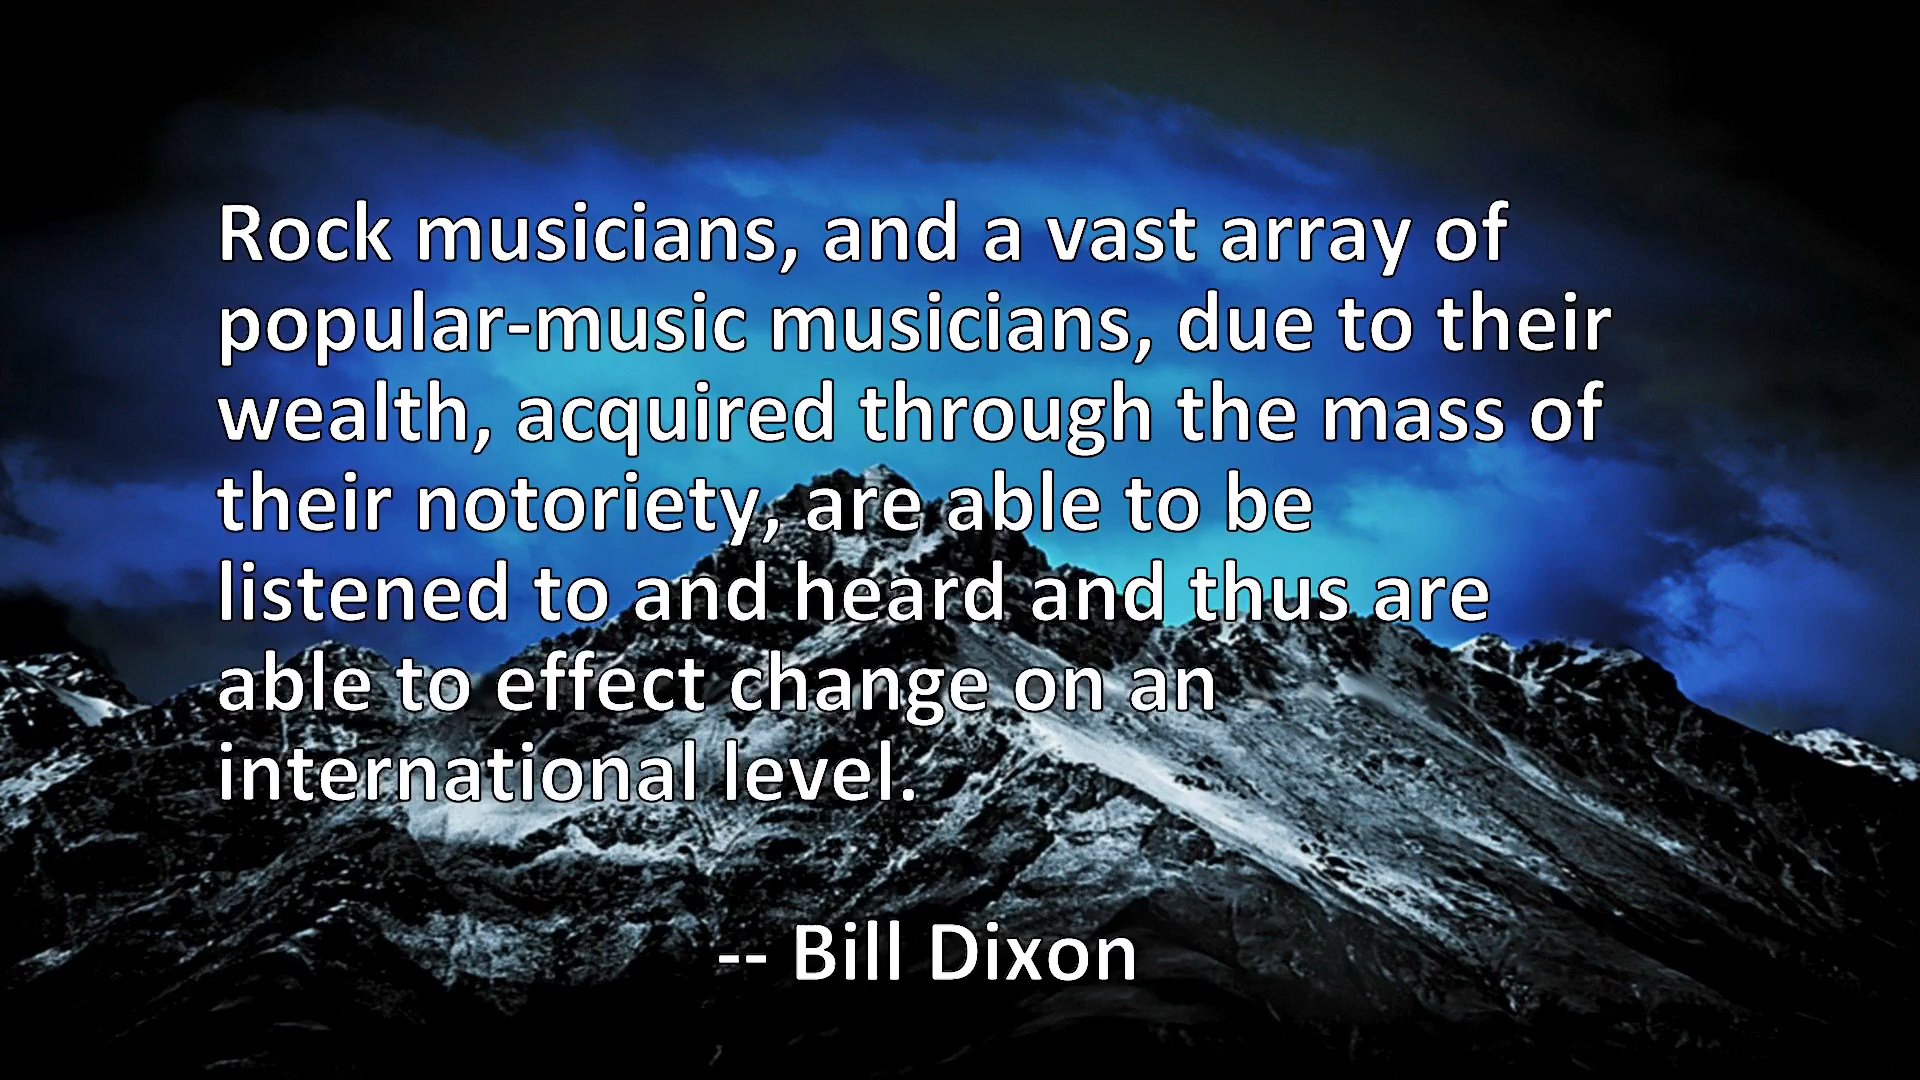 Rock musicians, and a vast array of
popular-music musicians, due to their
wealth, acquired through the mass of
their notoriety, are able to be
listened to and heard and thus are
able to effect change on an
international level.
-- Bill Dixon